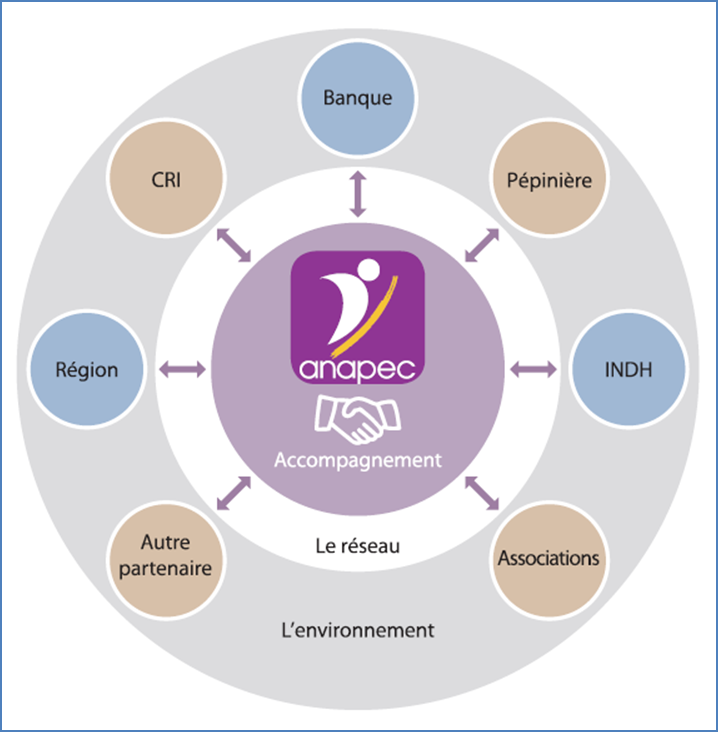 Banque
CRI
Pépinière
anapec
Accompagnement
Région
INDH
Autre
partenaire
Le réseau
Associations
L'environnement